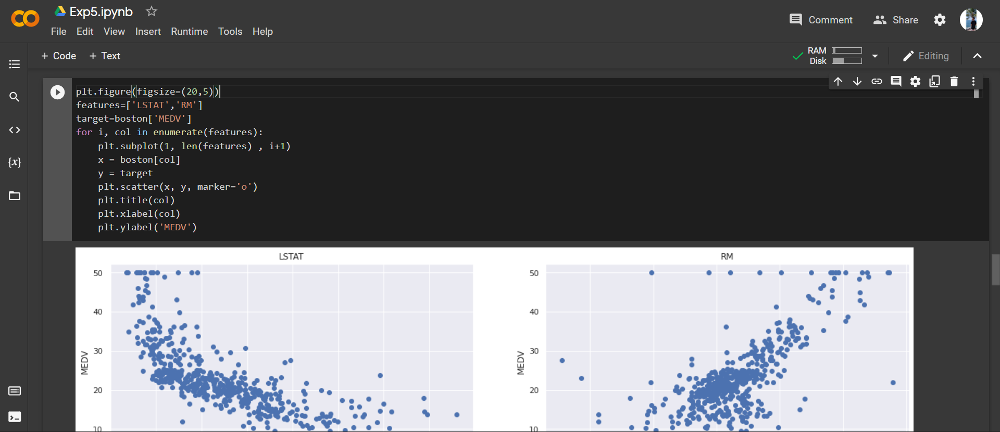 Exp5.ipynb
File Edit View Insert Runtime Tools Help
Comment Share
+ Code + Text
RAM
Disk
Editing
plt.figure(figsize=(20,5))
features=['LSTAT','RM']
target=boston['MEDV']
for i, col in enumerate(features):
    plt.subplot(1, len(features) , i+1)
    x = boston[col]
    y = target
    plt.scatter(x, y, marker='o')
    plt.title(col)
    plt.xlabel(col)
    plt.ylabel('MEDV')
{x}
LSTAT
50
40
30
20
10
MEDV
RM
50
40
30
20
10
MEDV